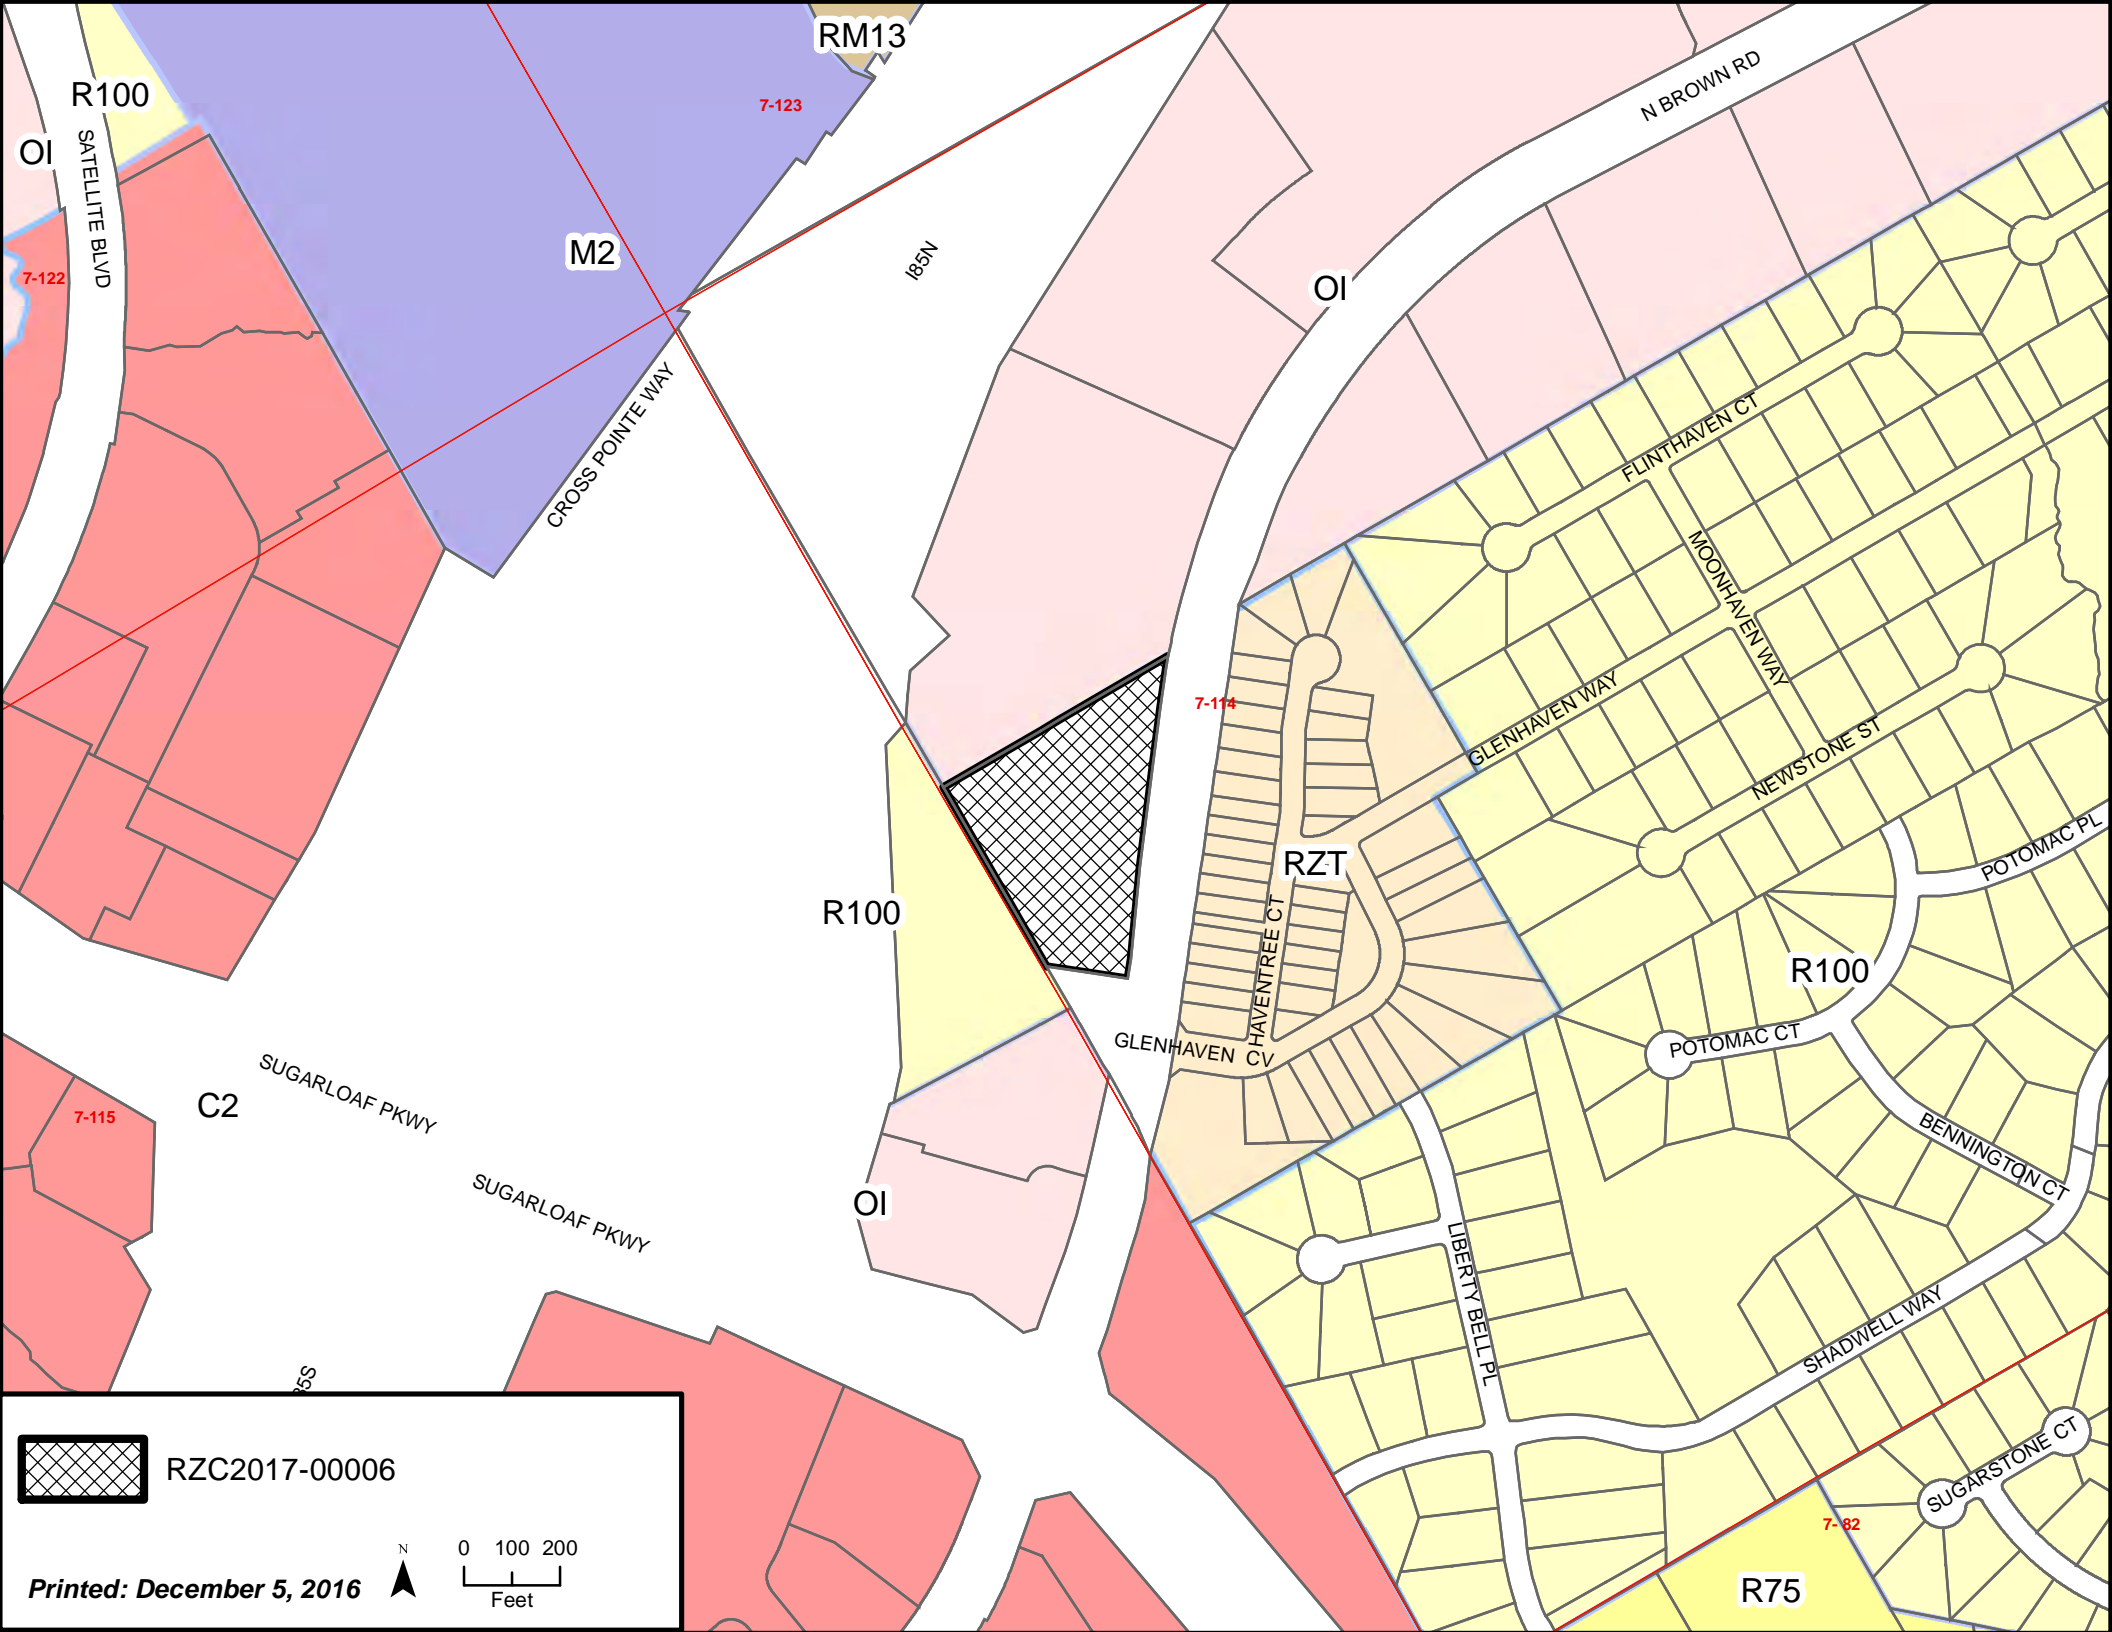 RM13
R100
7-123
N BROWN RD
OI
SATELLITE BLVD
M2
I85N
7-122
OI
CROSS POINTE WAY
FLINTHAVEN CT
MOONHAVEN WAY
7-114
GLENHAVEN WAY
NEWSTONE ST
POTOMAC PL
RZT
R100
HAVENTREE CT
R100
GLENHAVEN CV
POTOMAC CT
SUGARLOAF PKWY
C2
7-115
BENNINGTON CT
SUGARLOAF PKWY
OI
LIBERTY BELL PL
SHADWELL WAY
85S
SUGARSTONE CT
7-82
R75
RZC2017-00006
N
0 100 200
Feet
Printed: December 5, 2016